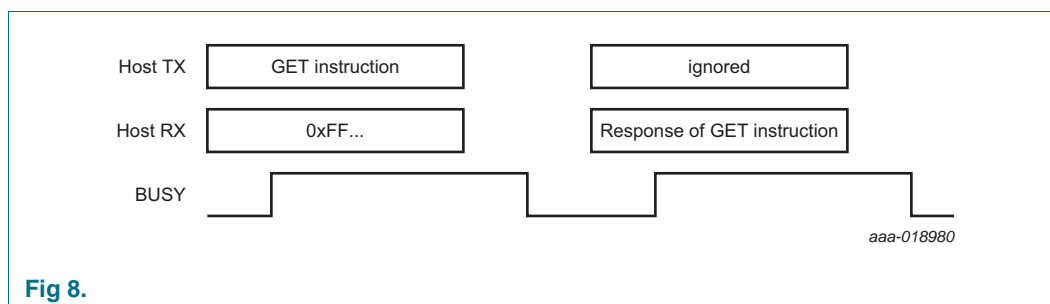 Host TX GET instruction ignored
Host RX 0xFF... Response of GET instruction
BUSY
aaa-018980
Fig 8.